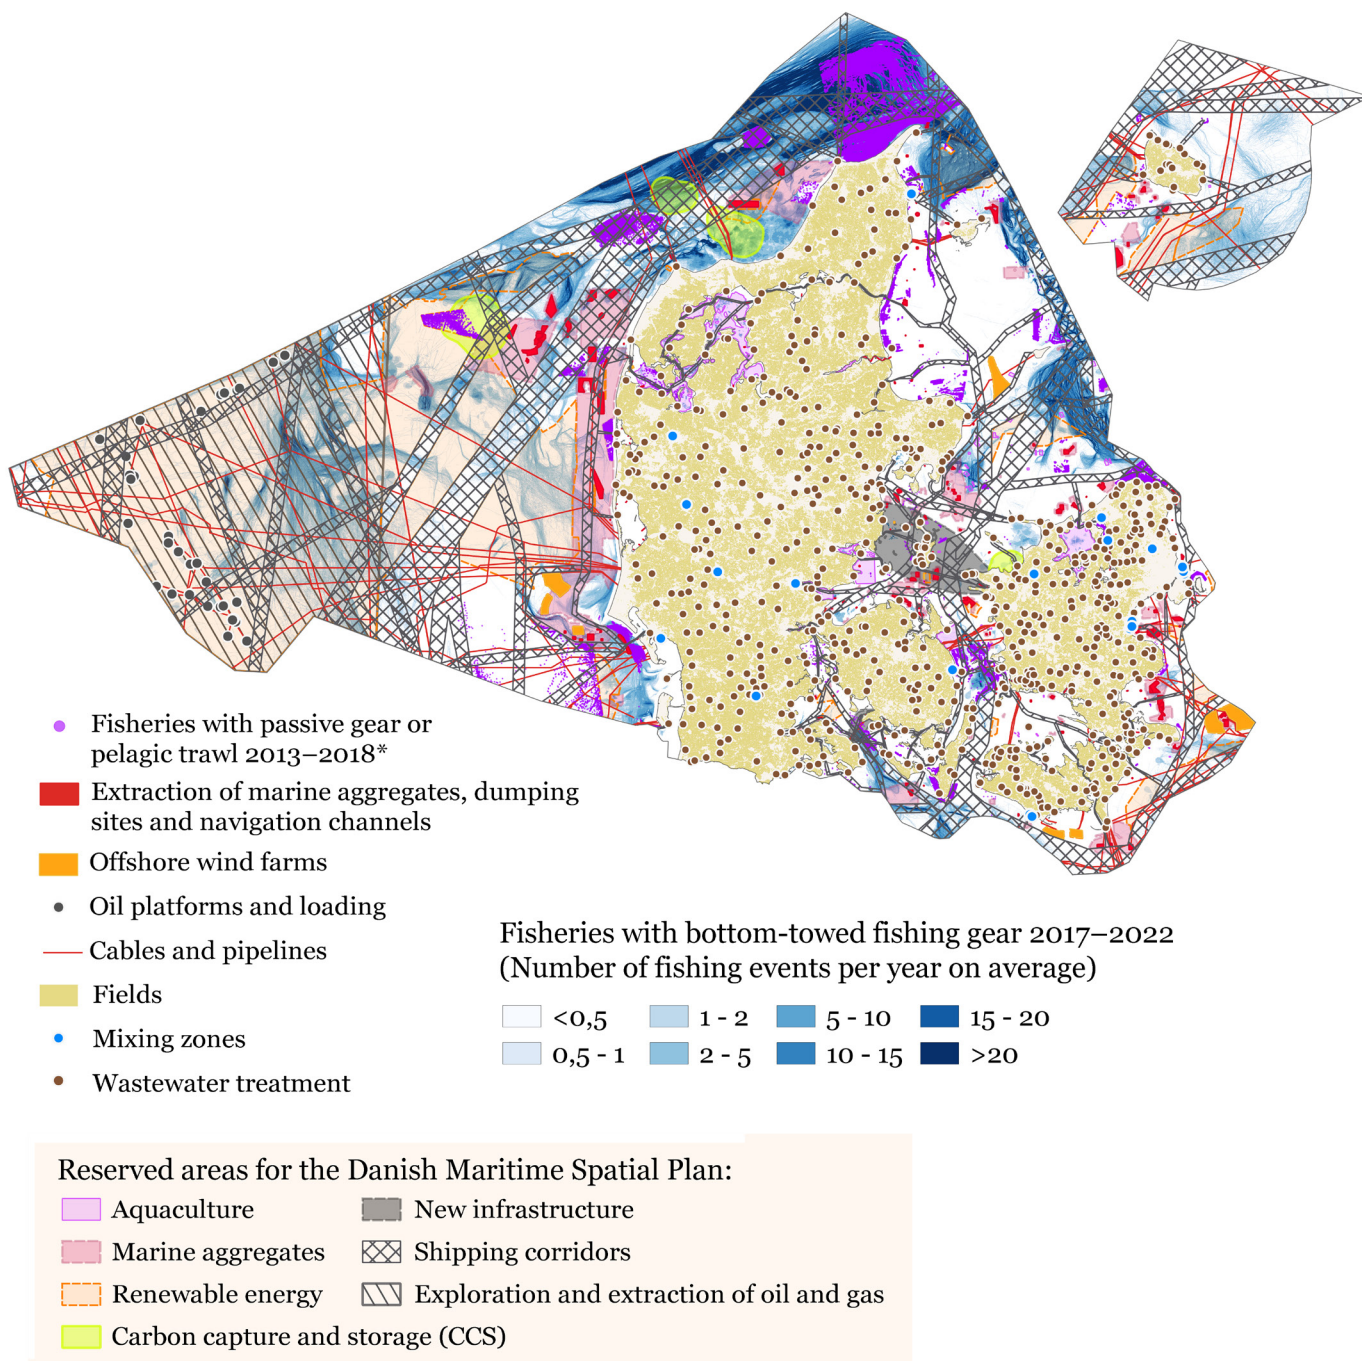 Fisheries with passive gear or
pelagic trawl 2013–2018*
Extraction of marine aggregates, dumping
sites and navigation channels
Offshore wind farms
Oil platforms and loading
Cables and pipelines
Fields
Mixing zones
Wastewater treatment
Fisheries with bottom-towed fishing gear 2017–2022
(Number of fishing events per year on average)
<0,5
1 - 2
5 - 10
15 - 20
0,5 - 1
2 - 5
10 - 15
>20
Reserved areas for the Danish Maritime Spatial Plan:
Aquaculture
New infrastructure
Marine aggregates
Shipping corridors
Renewable energy
Exploration and extraction of oil and gas
Carbon capture and storage (CCS)